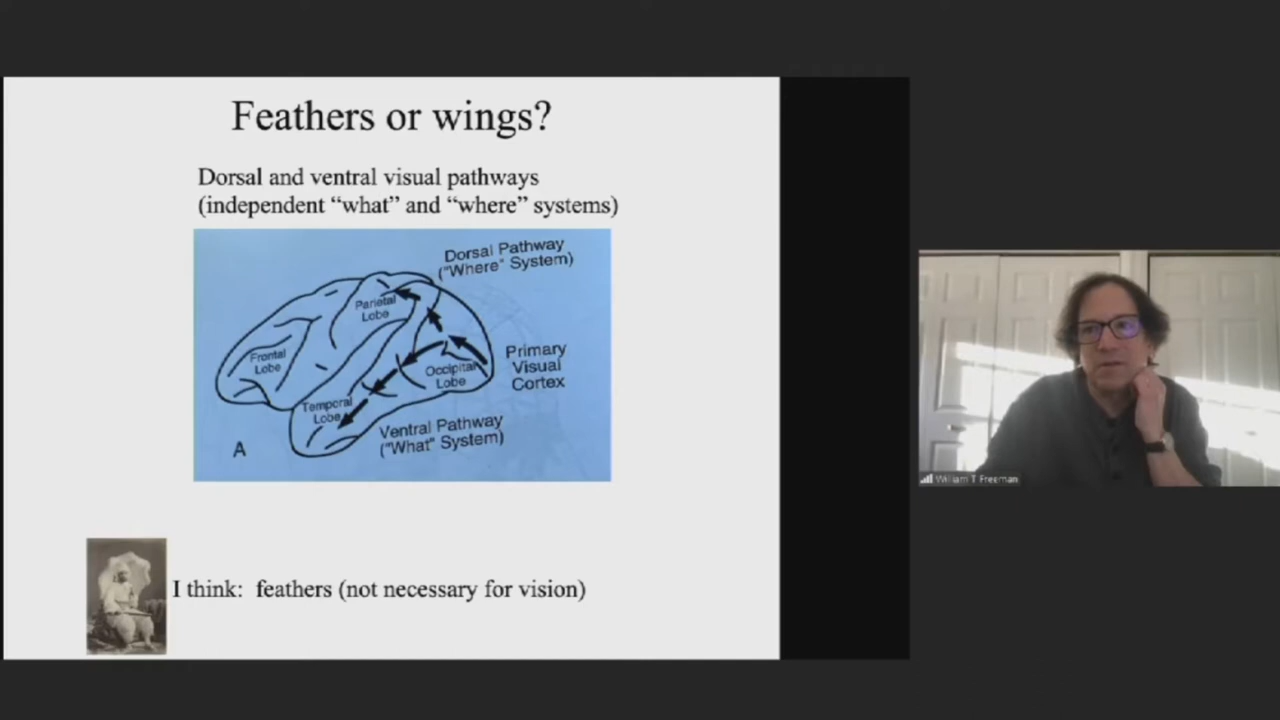 Feathers or wings?
Dorsal and ventral visual pathways
(independent “what” and “where” systems)
Dorsal Pathway
("Where" System)
Parietal
Lobe
Frontal
Lobe
Primary
Visual
Cortex
Occipital
Lobe
Temporal
Lobe
Ventral Pathway
("What" System)
A
I think: feathers (not necessary for vision)
William T Freeman